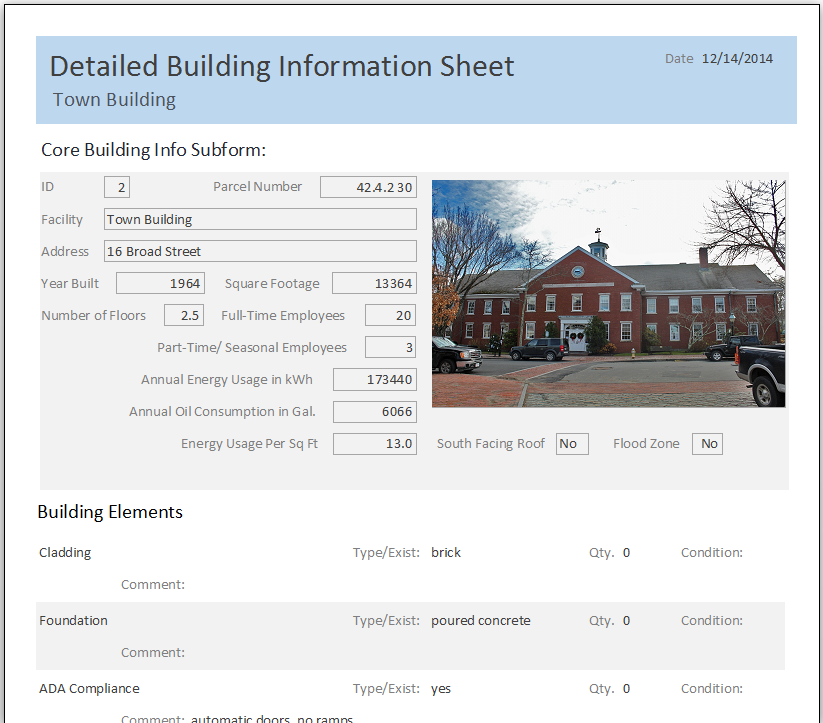 Detailed Building Information Sheet
Date 12/14/2014
Town Building
Core Building Info Subform:
ID 2 Parcel Number 42.4.2 30
Facility Town Building
Address 16 Broad Street
Year Built 1964 Square Footage 13364
Number of Floors 2.5 Full-Time Employees 20
Part-Time/ Seasonal Employees 3
Annual Energy Usage in kWh 173440
Annual Oil Consumption in Gal. 6066
Energy Usage Per Sq Ft 13.0 South Facing Roof No Flood Zone No
Building Elements
Cladding Type/Exist: brick Qty. 0 Condition:
Comment:
Foundation Type/Exist: poured concrete Qty. 0 Condition:
Comment:
ADA Compliance Type/Exist: yes Qty. 0 Condition:
Comment: automatic doors, no ramps